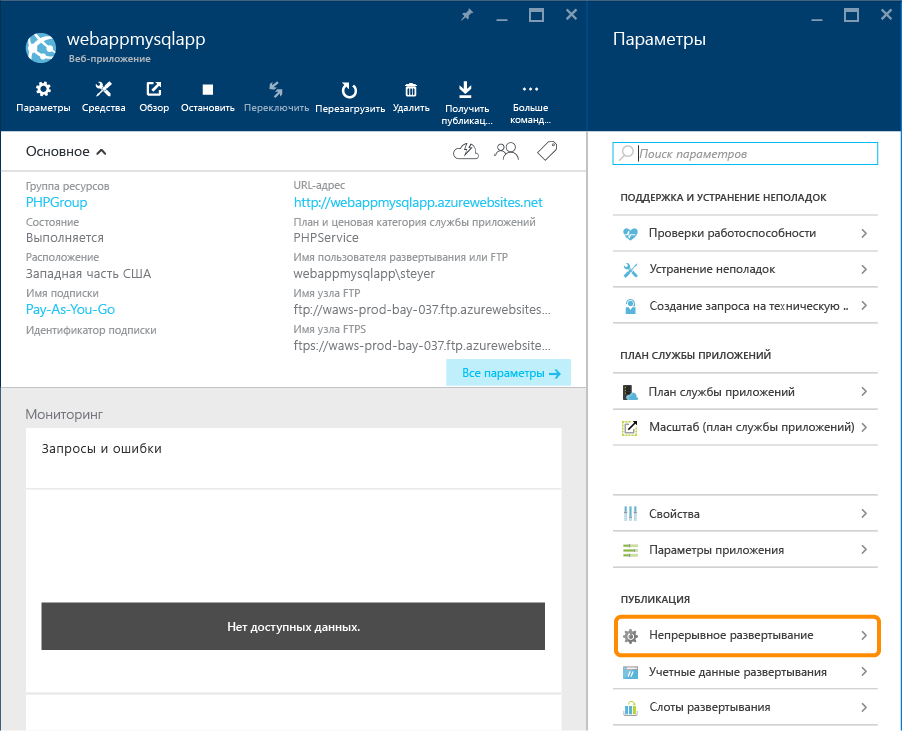 webappmysqlapp
Веб-приложение
Параметры
Средства
Обзор
Остановить
Переключить
Перезагрузить
Удалить
Получить
публикац...
Больше
команд...
Основное
Группа ресурсов
PHPGroup
Состояние
Выполняется
Расположение
Западная часть США
Имя подписки
Pay-As-You-Go
Идентификатор подписки
URL-адрес
http://webappmysqlapp.azurewebsites.net
План и ценовая категория службы приложений
PHPService
Имя пользователя развертывания или FTP
webappmysqlapp\steyer
Имя узла FTP
ftp://waws-prod-bay-037.ftp.azurewebsites...
Имя узла FTPS
ftps://waws-prod-bay-037.ftp.azurewebsite...
Все параметры
Мониторинг
Запросы и ошибки
Нет доступных данных.
Параметры
Поиск параметров
ПОДДЕРЖКА И УСТРАНЕНИЕ НЕПОЛАДОК
Проверки работоспособности
Устранение неполадок
Создание запроса на техническую ..
ПЛАН СЛУЖБЫ ПРИЛОЖЕНИЙ
План службы приложений
Масштаб (план службы приложений)
Свойства
Параметры приложения
ПУБЛИКАЦИЯ
Непрерывное развертывание
Учетные данные развертывания
Слоты развертывания